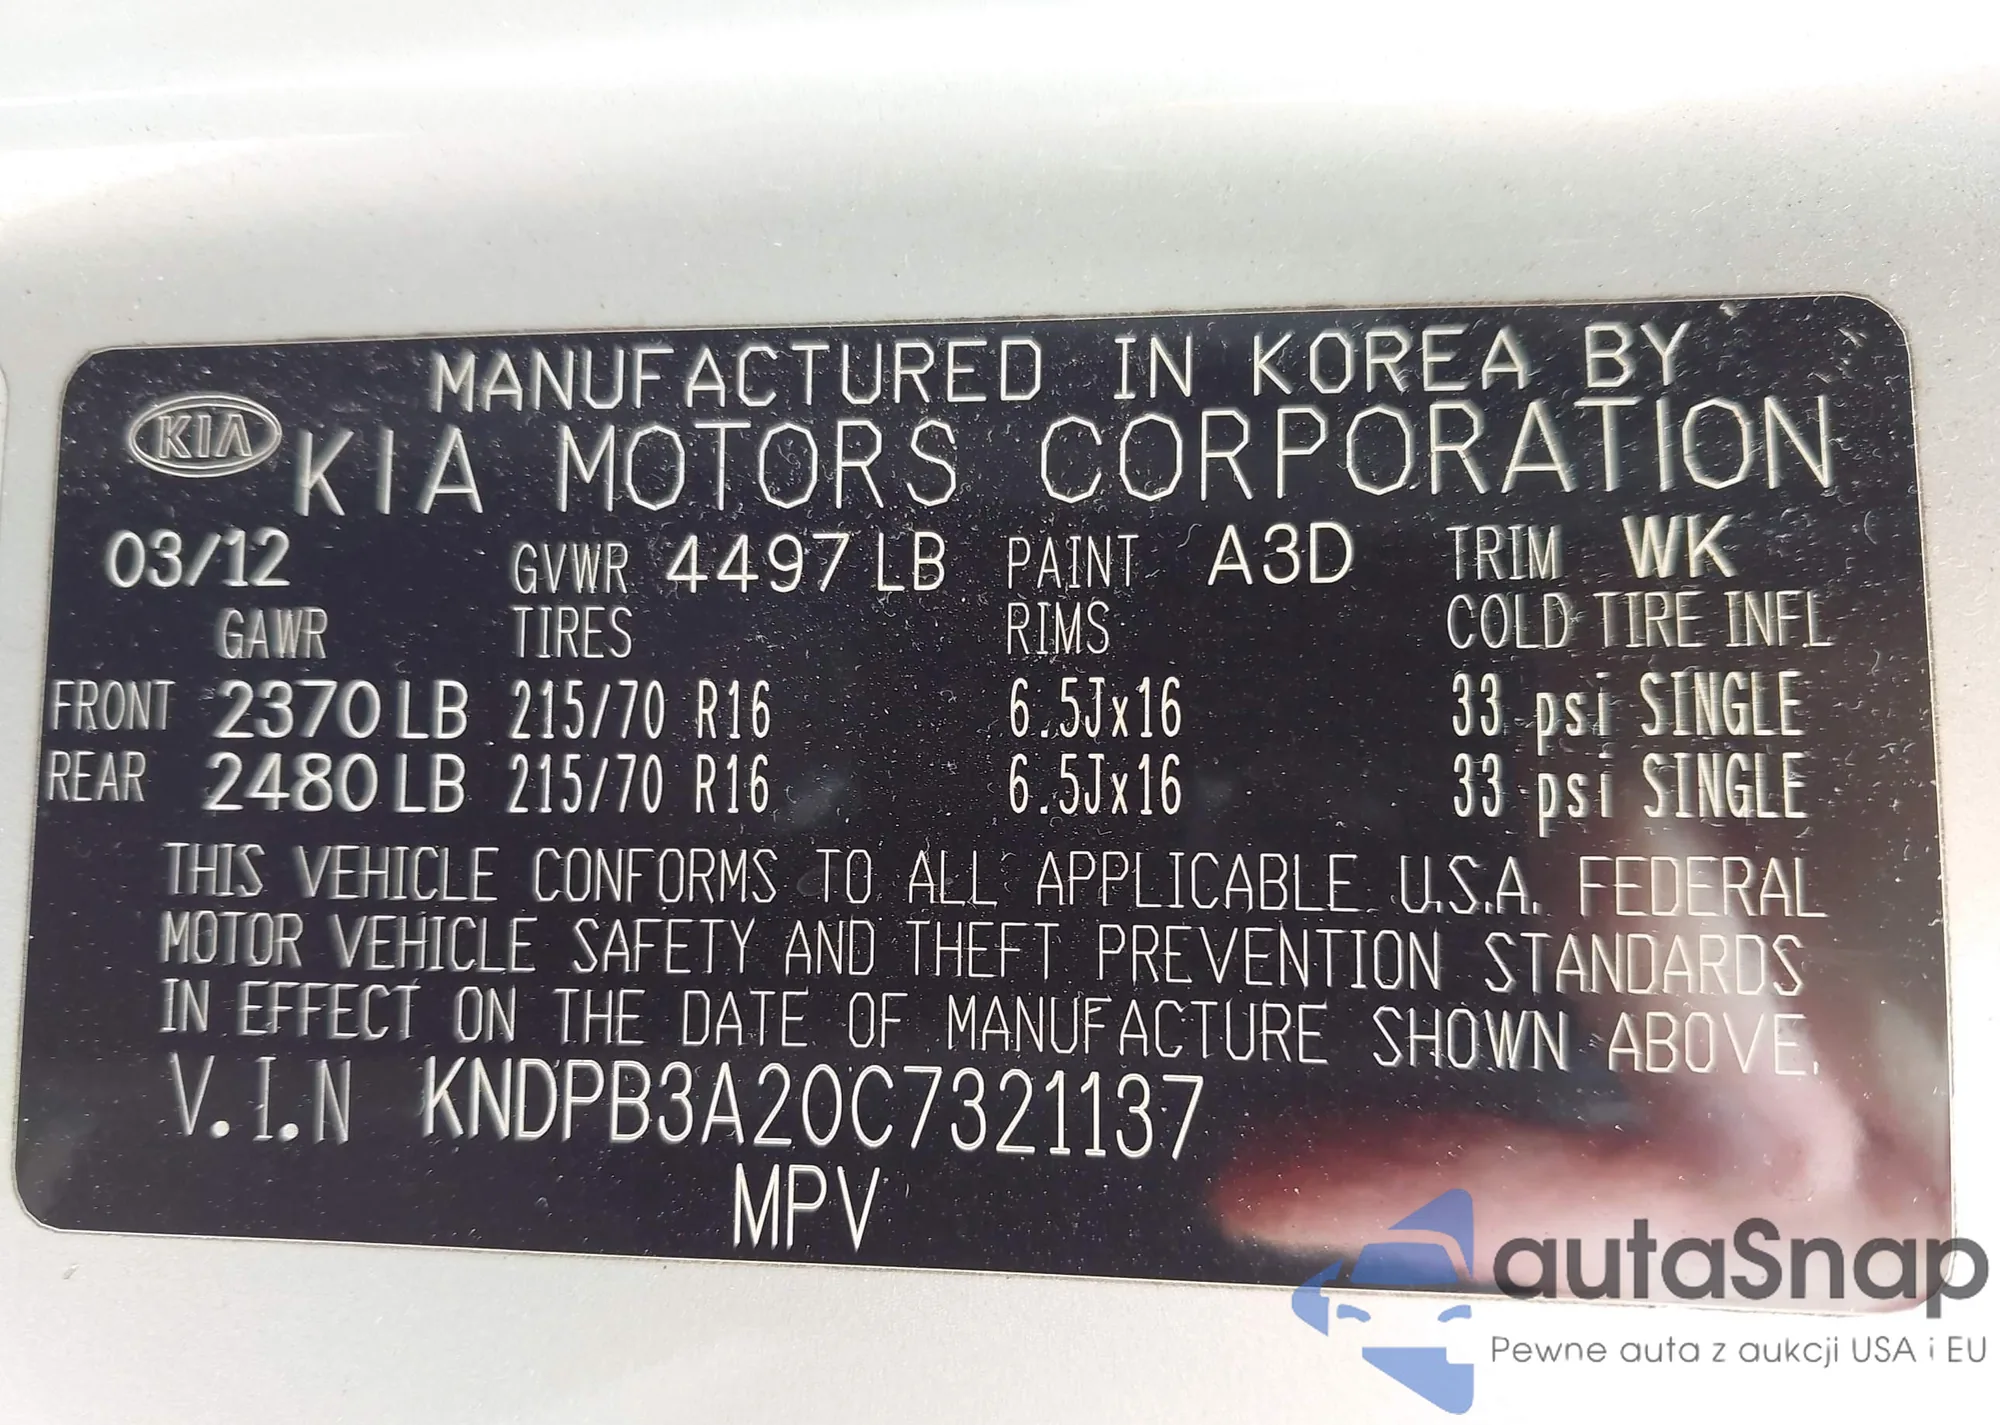 MANUFACTURED IN KOREA BY
KIA KIA MOTORS CORPORATION
03/12 GVWR 4497 LB PAINT A3D TRIM WK
GAWR TIRES RIMS COLD TIRE INFL
FRONT 2370 LB 215/70 R16 6.5Jx16 33 psi SINGLE
REAR 2480 LB 215/70 R16 6.5Jx16 33 psi SINGLE
THIS VEHICLE CONFORMS TO ALL APPLICABLE U.S.A. FEDERAL
MOTOR VEHICLE SAFETY AND THEFT PREVENTION STANDARDS
IN EFFECT ON THE DATE OF MANUFACTURE SHOWN ABOVE.
V.I.N KNDPB3A20C7321137
MPV
autaSnap
Pewne auta z aukcji USA i EU